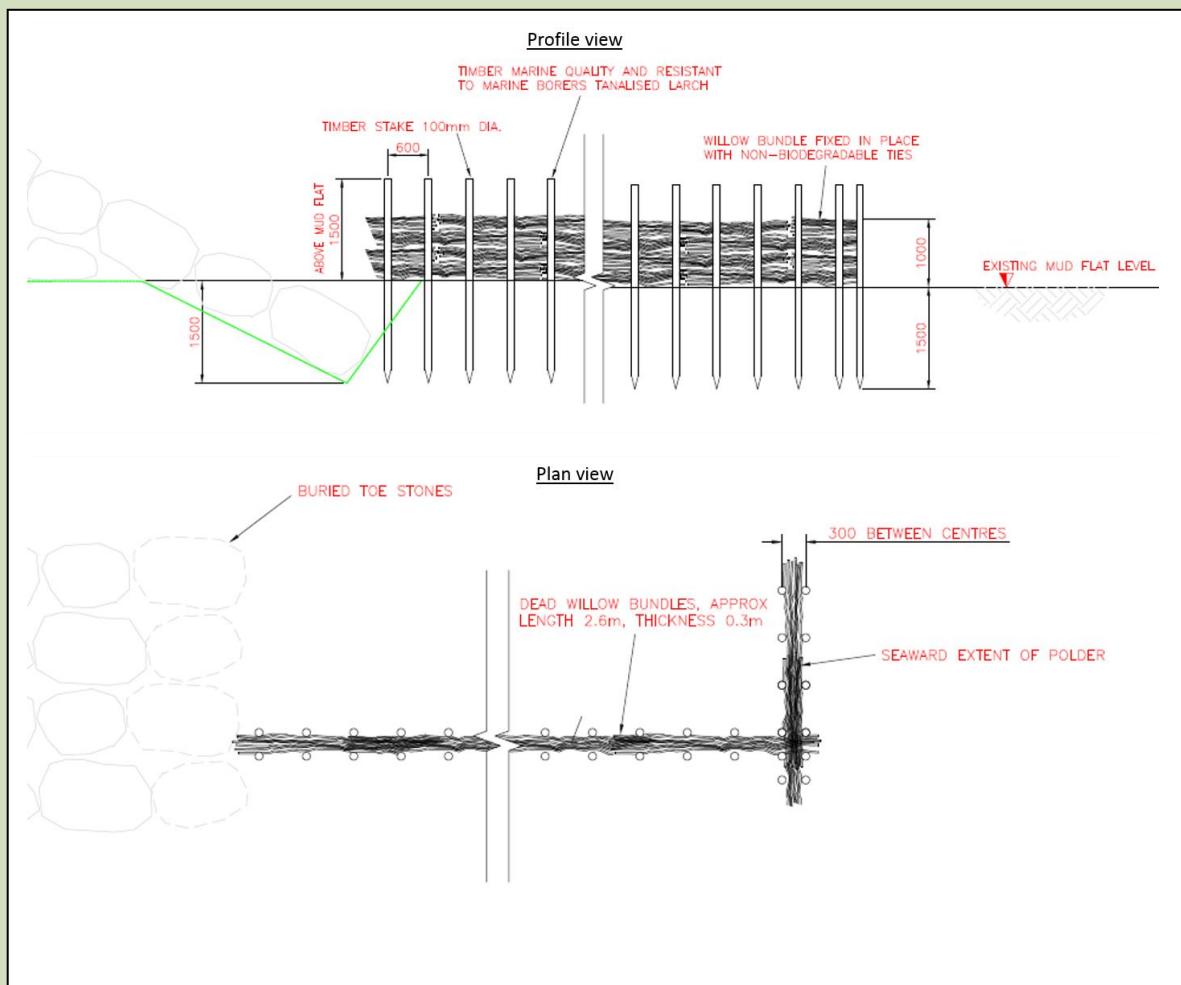 Profile view
TIMBER MARINE QUALITY AND RESISTANT
TO MARINE BORERS TANALISED LARCH
TIMBER STAKE 100mm DIA.
600
WILLOW BUNDLE FIXED IN PLACE
WITH NON-BIODEGRADABLE TIES
ABOVE MUD FLAT
1500
1000
EXISTING MUD FLAT LEVEL
1500
1500
Plan view
BURIED TOE STONES
300 BETWEEN CENTRES
DEAD WILLOW BUNDLES, APPROX
LENGTH 2.6m, THICKNESS 0.3m
SEAWARD EXTENT OF POLDER